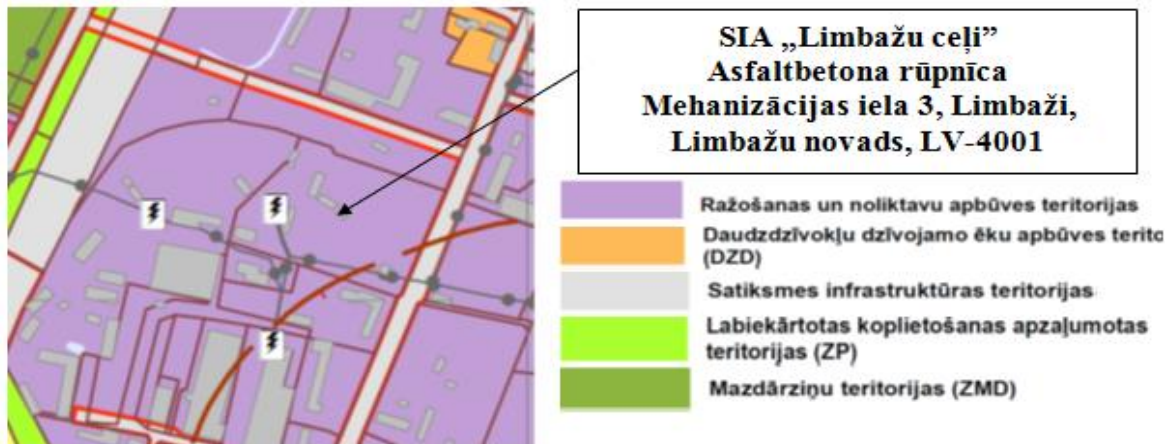 SIA „Limbažu ceļi”
Asfaltbetona rūpnīca
Mehanizācijas iela 3, Limbaži,
Limbažu novads, LV-4001
Ražošanas un noliktavu apbūves teritorijas
Daudzdzīvokļu dzīvojamo ēku apbūves terito
(DZD)
Satiksmes infrastruktūras teritorijas
Labiekārtotas koplietošanas apzaļumotas
teritorijas (ZP)
Mazdārziņu teritorijas (ZMD)